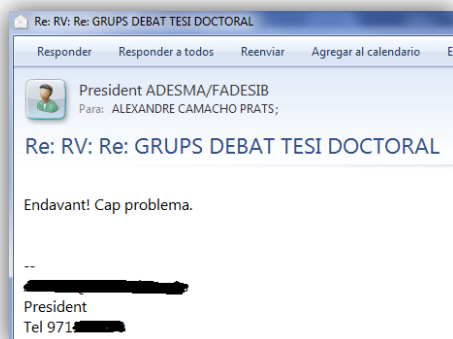 Re: RV: Re: GRUPS DEBAT TESI DOCTORAL
Responder Responder a todos Reenviar Agregar al calendario
President ADESMA/FADESIB
Para: ALEXANDRE CAMACHO PRATS;
Re: RV: Re: GRUPS DEBAT TESI DOCTORAL
Endavant! Cap problema.
--
President
Tel 971